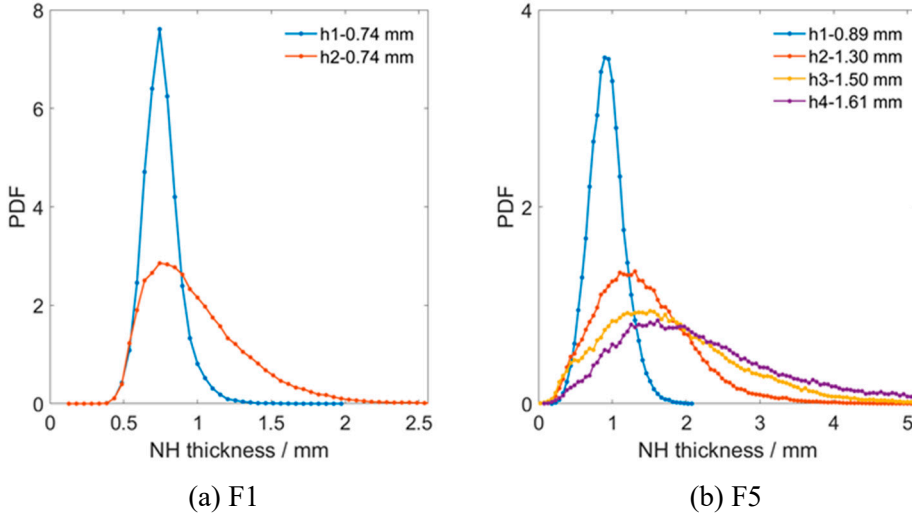 8
6
4
2
0
PDF
h1-0.74 mm
h2-0.74 mm
0
0.5
1
1.5
2
2.5
NH thickness / mm
(a) F1
4
2
0
PDF
h1-0.89 mm
h2-1.30 mm
h3-1.50 mm
h4-1.61 mm
0
1
2
3
4
5
NH thickness / mm
(b) F5